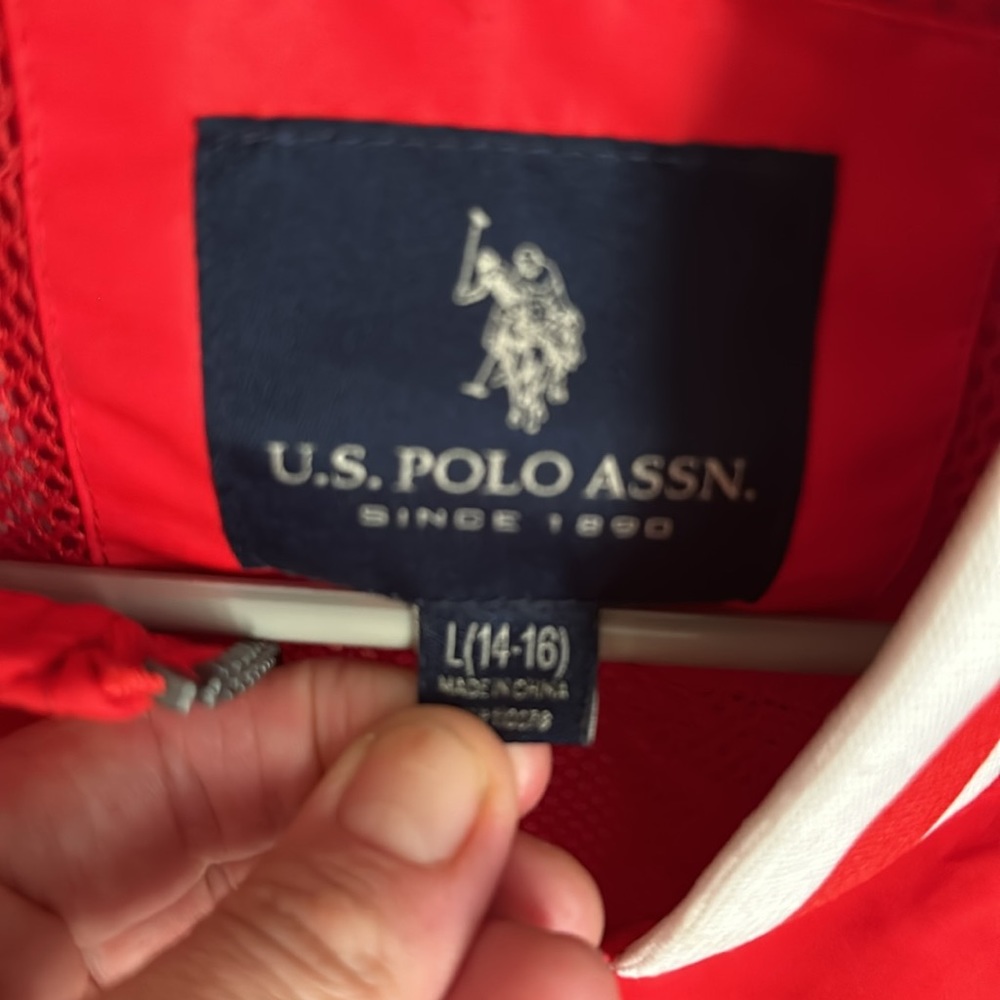 U.S. POLO ASSN.
SINCE 1890
L(14-16)
MADE IN CHINA